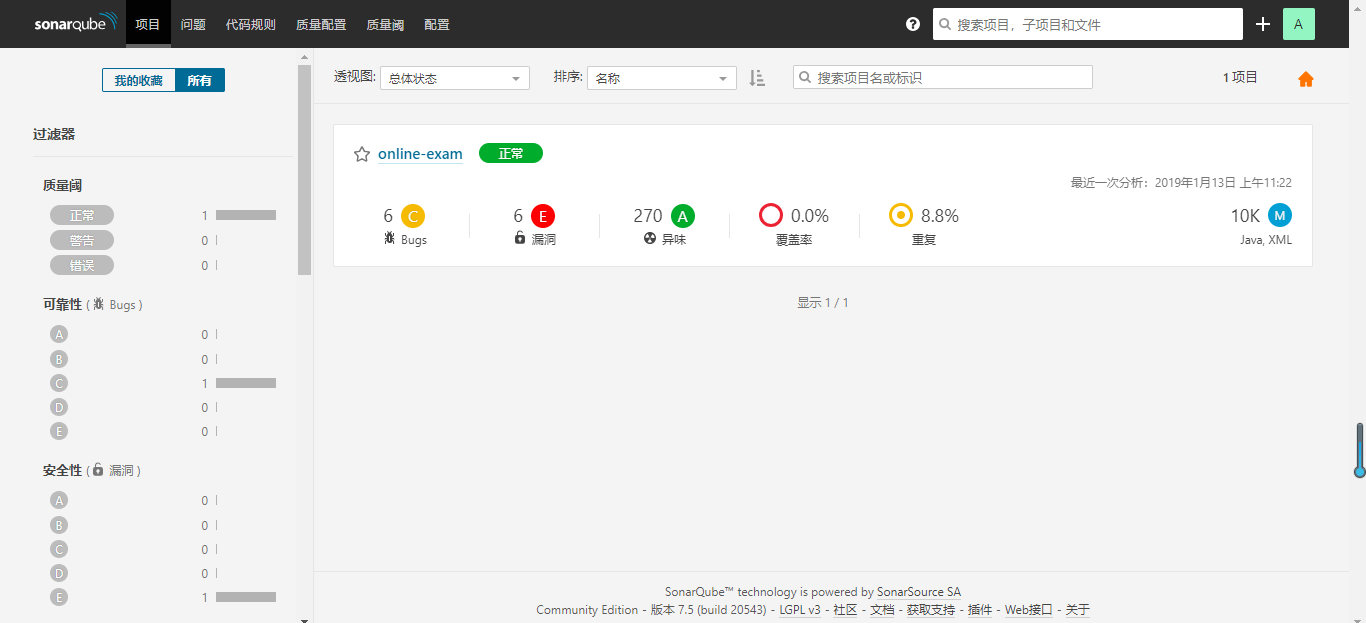 sonarqube 项目 问题 代码规则 质量配置 质量阈 配置 ? 搜索项目，子项目和文件 + A
我的收藏 所有
透视图: 总体状态 排序: 名称 搜索项目名或标识 1 项目
过滤器
质量阈
正常 1
警告 0
错误 0
可靠性 ( Bugs )
A 0
B 0
C 1
D 0
E 0
安全性 ( 漏洞 )
A 0
B 0
C 0
D 0
E 1
online-exam 正常
最近一次分析：2019年1月13日 上午11:22
6 C 6 E 270 A 0.0% 8.8% 10K M
Bugs 漏洞 异味 覆盖率 重复 Java, XML
显示 1 / 1
SonarQube™ technology is powered by SonarSource SA
Community Edition - 版本 7.5 (build 20543) - LGPL v3 - 社区 - 文档 - 获取支持 - 插件 - Web接口 - 关于